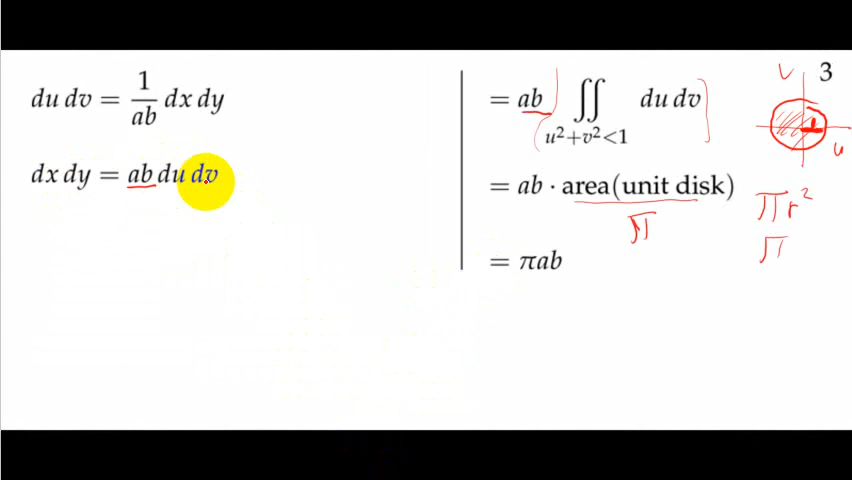 3
du dv = 1/ab dx dy
dx dy = ab du dv
= ab ∬ u²+v²<1 du dv
= ab · area(unit disk)
π
= πab
v
u
πr²
π
1